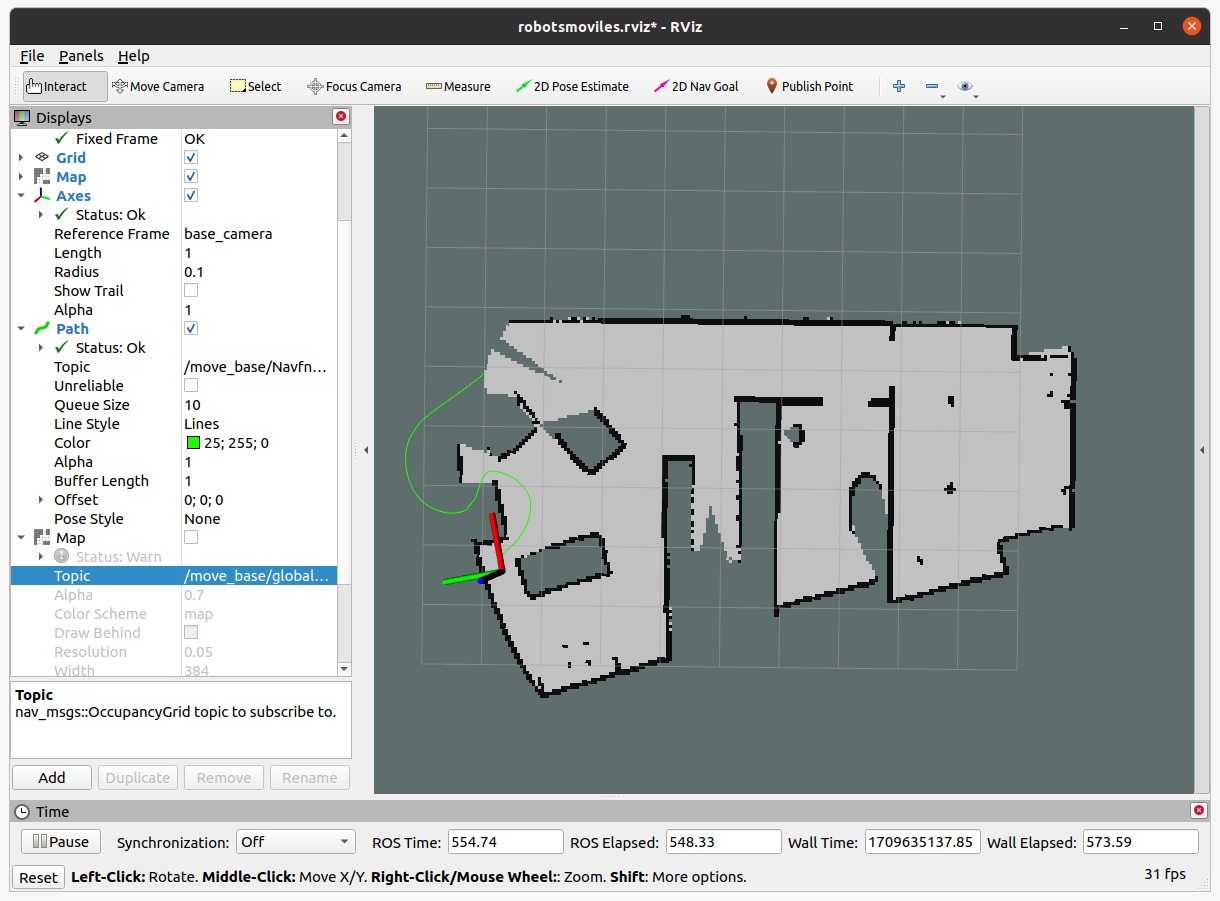 robotsmoviles.rviz* - RViz
File Panels Help
Interact Move Camera Select Focus Camera Measure 2D Pose Estimate 2D Nav Goal Publish Point
Displays
Fixed Frame OK
Grid
Map
Axes
Status: Ok
Reference Frame base_camera
Length 1
Radius 0.1
Show Trail
Alpha 1
Path
Status: Ok
Topic /move_base/Navfn...
Unreliable
Queue Size 10
Line Style Lines
Color 25; 255; 0
Alpha 1
Buffer Length 1
Offset 0; 0; 0
Pose Style None
Map
Status: Warn
Topic /move_base/global...
Alpha 0.7
Color Scheme map
Draw Behind
Resolution 0.05
Width 384
Topic
nav_msgs::OccupancyGrid topic to subscribe to.
Add Duplicate Remove Rename
Time
Pause Synchronization: Off ROS Time: 554.74 ROS Elapsed: 548.33 Wall Time: 1709635137.85 Wall Elapsed: 573.59
Reset Left-Click: Rotate. Middle-Click: Move X/Y. Right-Click/Mouse Wheel:: Zoom. Shift: More options. 31 fps